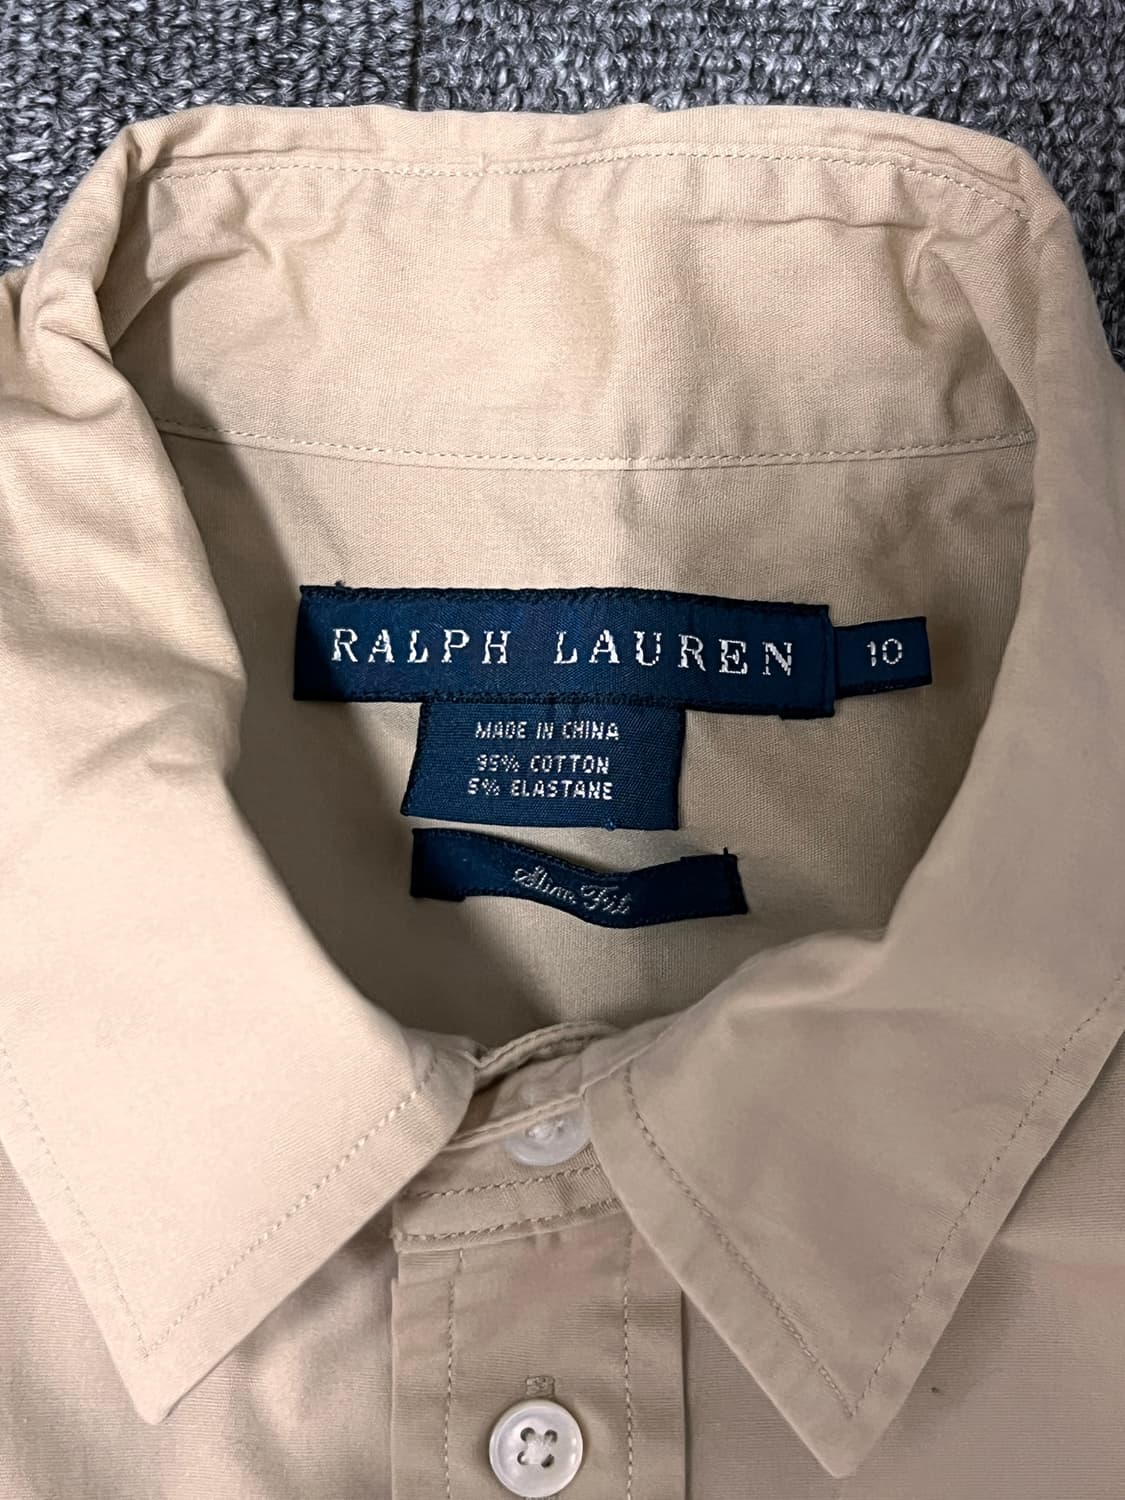 RALPH LAUREN 10
MADE IN CHINA
95% COTTON
5% ELASTANE
Slim Fit